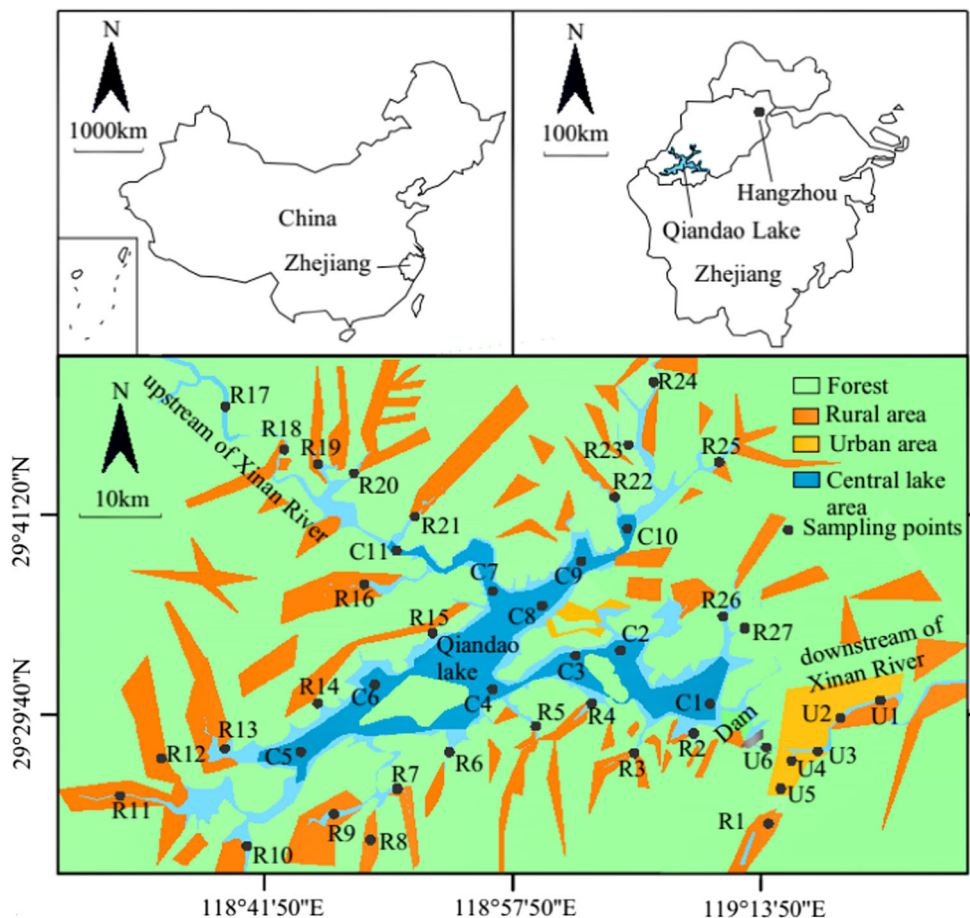 N
1000km
China
Zhejiang
N
100km
Hangzhou
Qiandao Lake
Zhejiang
N
10km
upstream of Xinan River
Forest
Rural area
Urban area
Central lake
area
Sampling points
R17
R18
R19
R20
R21
R24
R23
R25
R22
C10
C11
C7
C9
R16
C8
R15
Qiandao
lake
C2
C3
R26
R27
downstream of
Xinan River
R14
C6
C4
C1
U2
U1
R13
R12
C5
R5
R4
R6
R3
R2
Dam
U6
U3
U4
U5
R11
R7
R9
R8
R10
R1
29°41'20"N
29°29'40"N
118°41'50"E
118°57'50"E
119°13'50"E